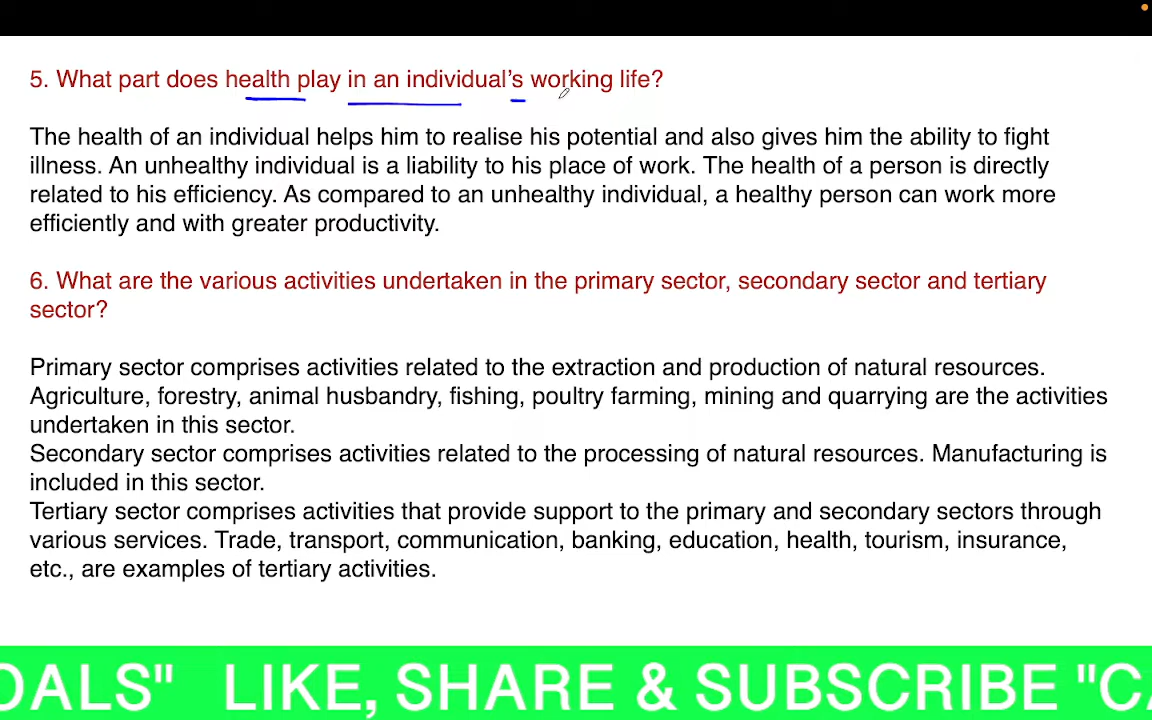 5. What part does health play in an individual's working life?
The health of an individual helps him to realise his potential and also gives him the ability to fight
illness. An unhealthy individual is a liability to his place of work. The health of a person is directly
related to his efficiency. As compared to an unhealthy individual, a healthy person can work more
efficiently and with greater productivity.
6. What are the various activities undertaken in the primary sector, secondary sector and tertiary
sector?
Primary sector comprises activities related to the extraction and production of natural resources.
Agriculture, forestry, animal husbandry, fishing, poultry farming, mining and quarrying are the activities
undertaken in this sector.
Secondary sector comprises activities related to the processing of natural resources. Manufacturing is
included in this sector.
Tertiary sector comprises activities that provide support to the primary and secondary sectors through
various services. Trade, transport, communication, banking, education, health, tourism, insurance,
etc., are examples of tertiary activities.
OALS" LIKE, SHARE & SUBSCRIBE "CA